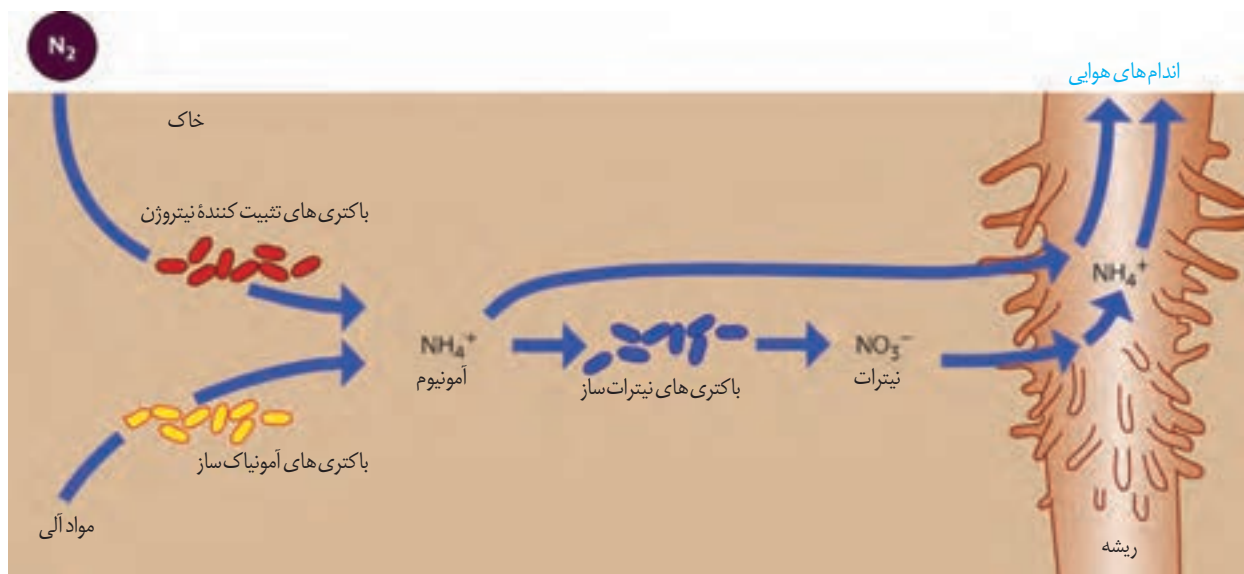 N₂
اندام‌های هوایی
خاک
باکتری‌های تثبیت کنندهٔ نیتروژن
NH₄⁺
NH₄⁺
آمونیوم
NO₃⁻
نیترات
باکتری‌های نیترات‌ساز
باکتری‌های آمونیاک‌ساز
مواد آلی
ریشه